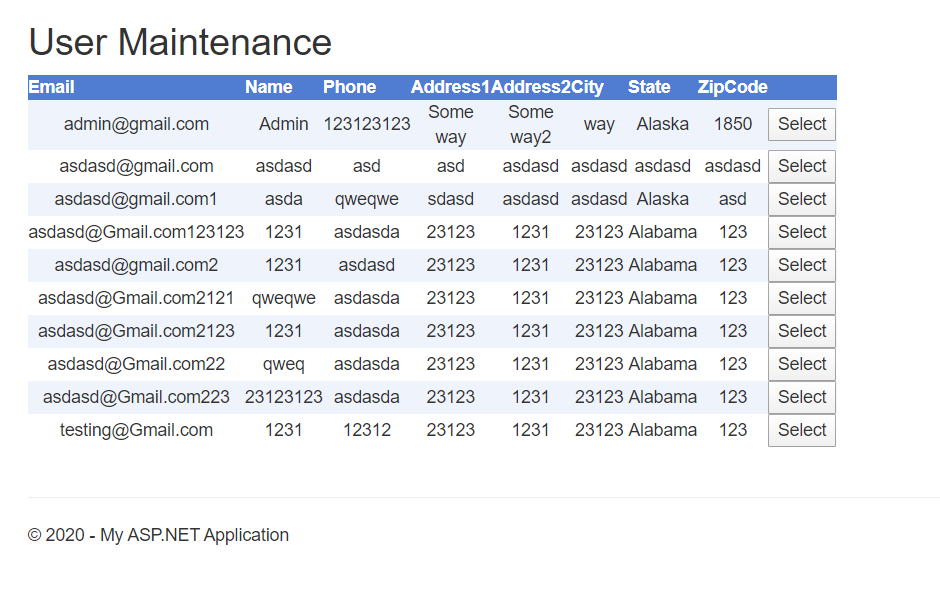 User Maintenance
Email Name Phone Address1 Address2 City State ZipCode
admin@gmail.com Admin 123123123 Some way Some way2 way Alaska 1850 Select
asdasd@gmail.com asdasd asd asd asdasd asdasd asdasd asdasd Select
asdasd@gmail.com1 asda qweqwe sdasd asdasd asdasd Alaska asd Select
asdasd@Gmail.com123123 1231 asdasda 23123 1231 23123 Alabama 123 Select
asdasd@gmail.com2 1231 asdasd 23123 1231 23123 Alabama 123 Select
asdasd@Gmail.com2121 qweqwe asdasda 23123 1231 23123 Alabama 123 Select
asdasd@Gmail.com2123 1231 asdasda 23123 1231 23123 Alabama 123 Select
asdasd@Gmail.com22 qweq asdasda 23123 1231 23123 Alabama 123 Select
asdasd@Gmail.com223 23123123 asdasda 23123 1231 23123 Alabama 123 Select
testing@Gmail.com 1231 12312 23123 1231 23123 Alabama 123 Select
© 2020 - My ASP.NET Application